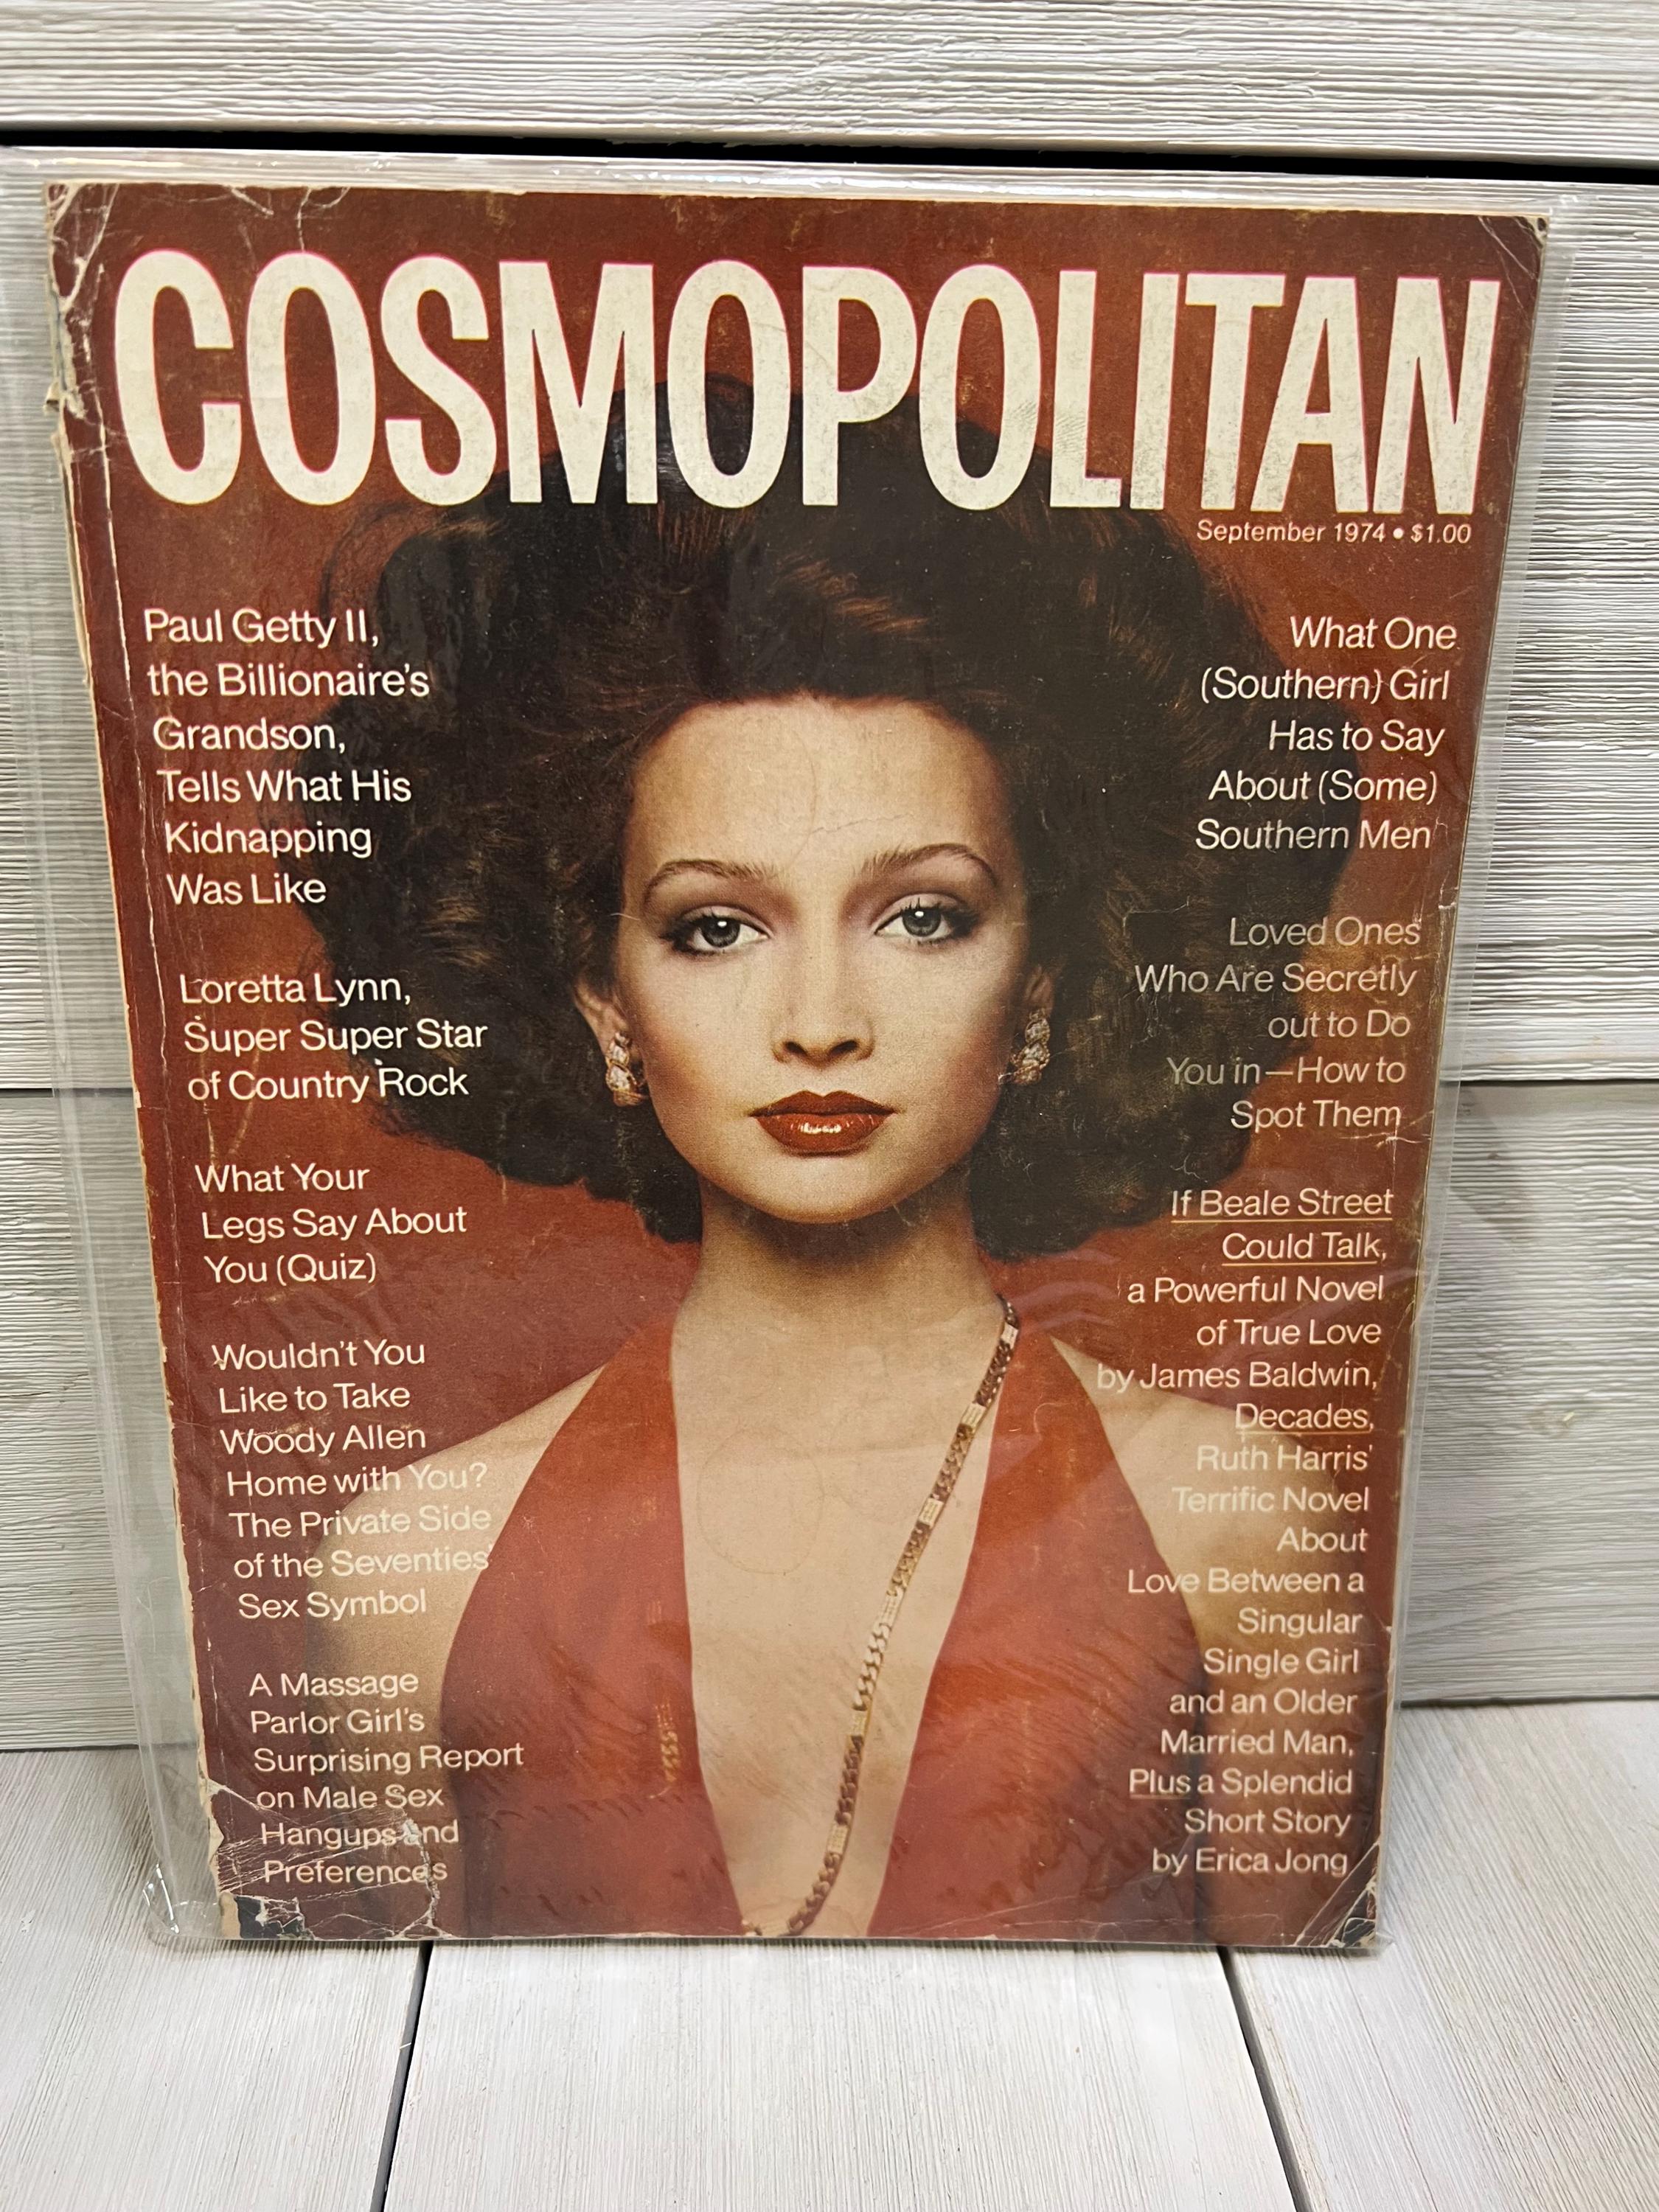 COSMOPOLITAN
September 1974 • $1.00
Paul Getty II,
the Billionaire's
Grandson,
Tells What His
Kidnapping
Was Like
Loretta Lynn,
Super Super Star
of Country Rock
What Your
Legs Say About
You (Quiz)
Wouldn't You
Like to Take
Woody Allen
Home with You?
The Private Side
of the Seventies'
Sex Symbol
A Massage
Parlor Girl's
Surprising Report
on Male Sex
Hangups and
Preferences
What One
(Southern) Girl
Has to Say
About (Some)
Southern Men
Loved Ones
Who Are Secretly
out to Do
You in—How to
Spot Them
If Beale Street
Could Talk,
a Powerful Novel
of True Love
by James Baldwin,
Decades,
Ruth Harris'
Terrific Novel
About
Love Between a
Singular
Single Girl
and an Older
Married Man,
Plus a Splendid
Short Story
by Erica Jong